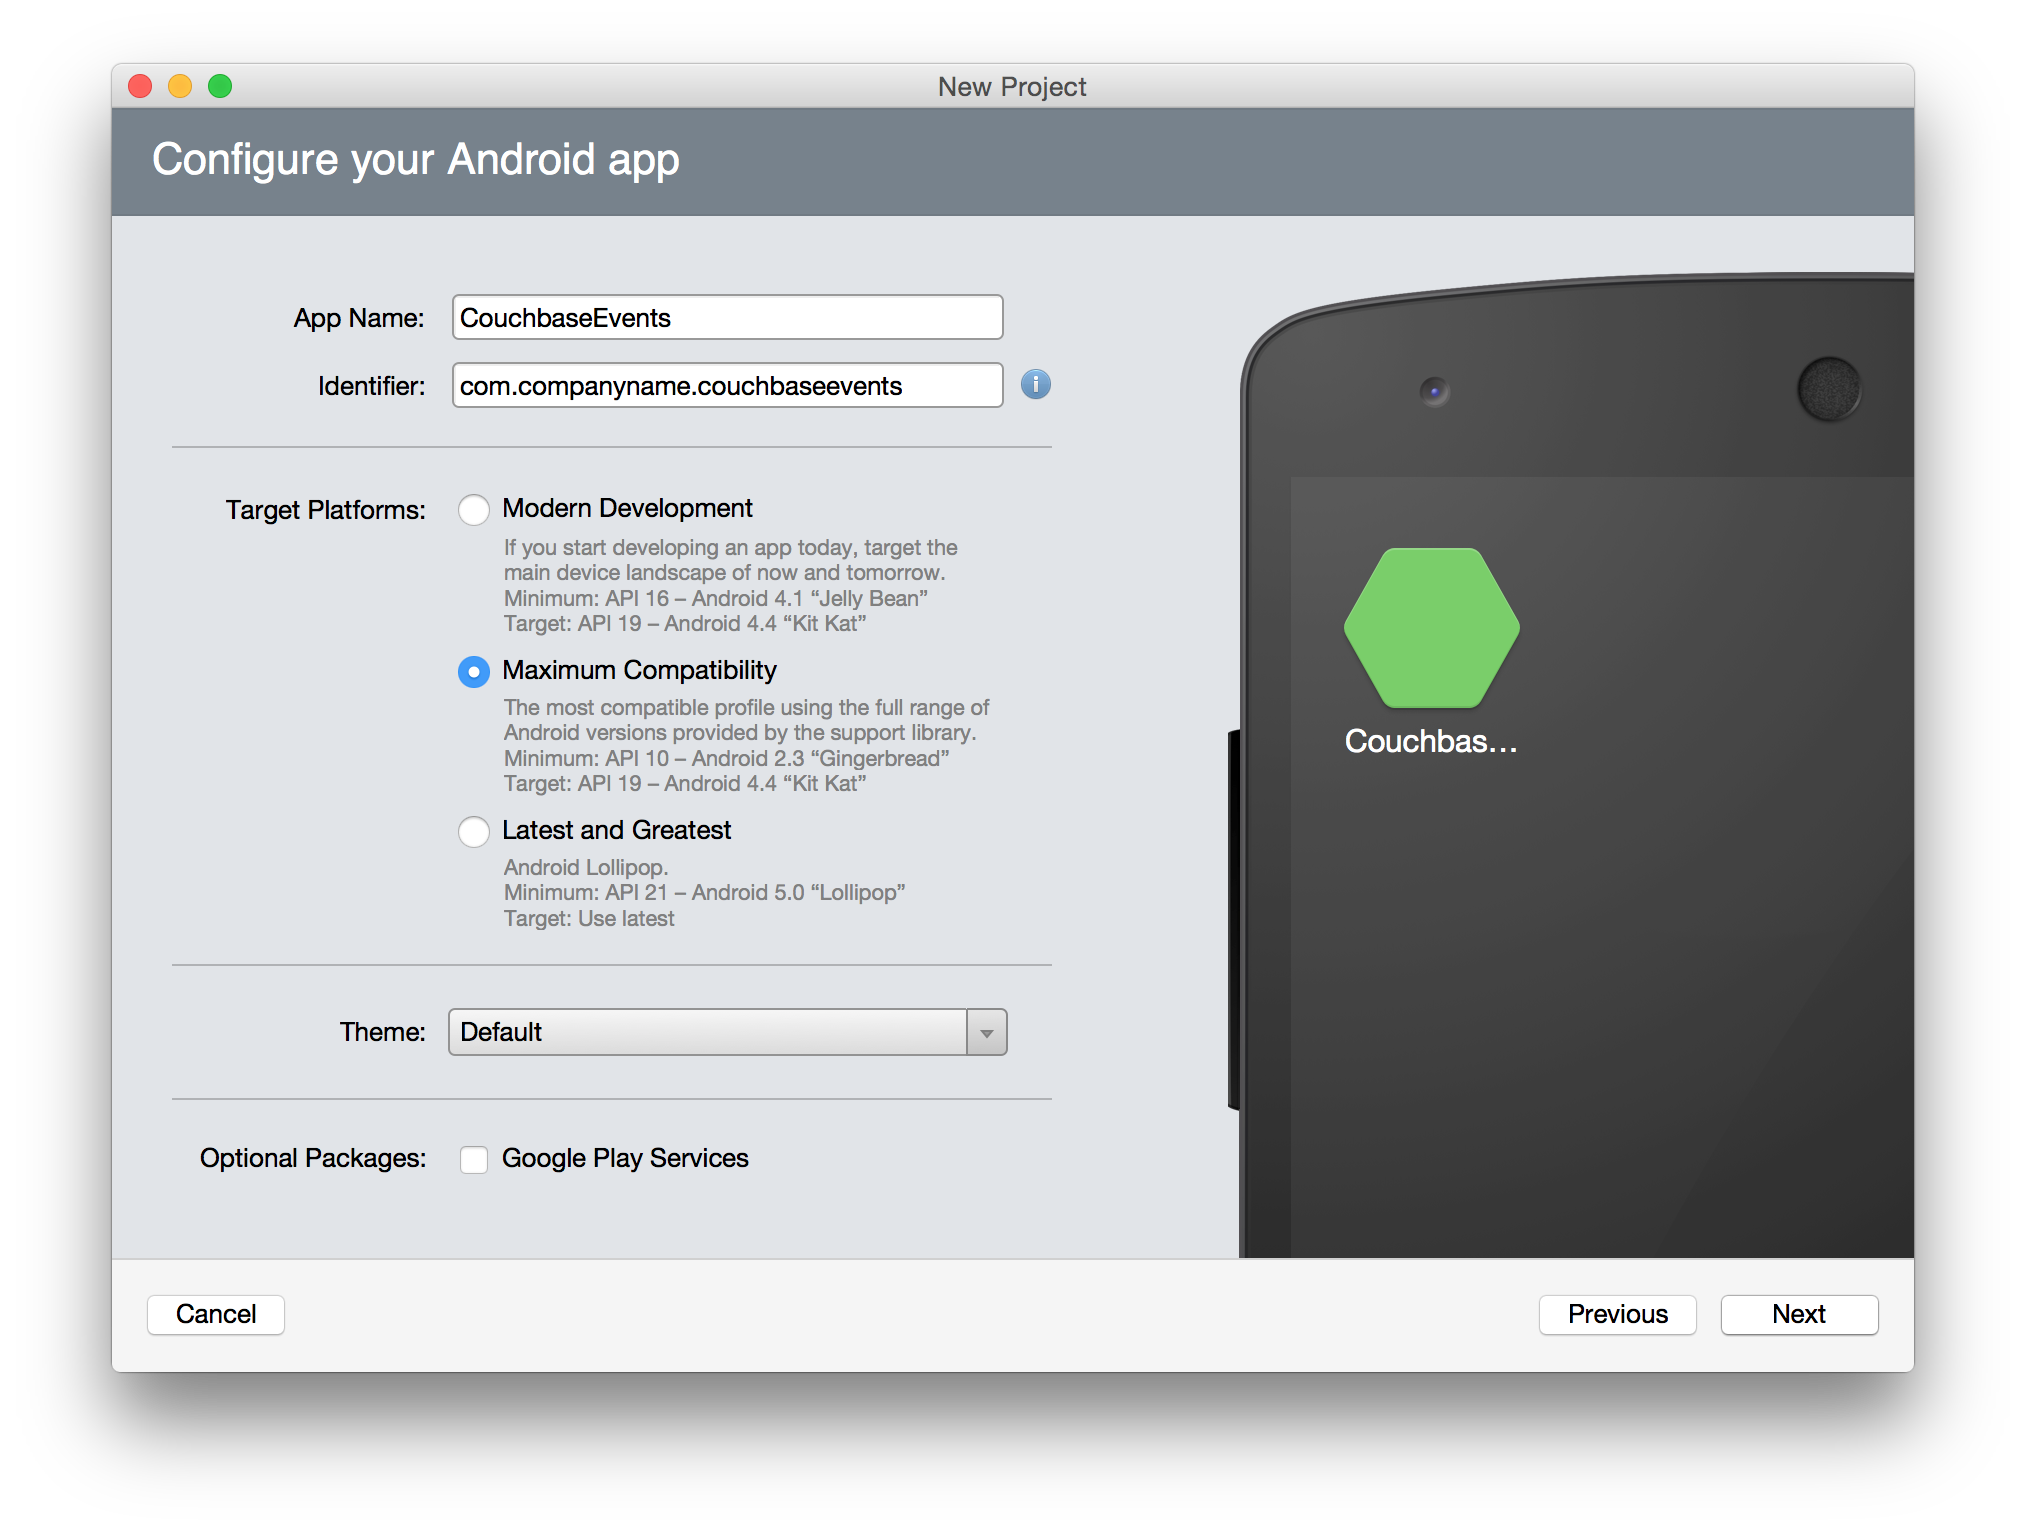 New Project
Configure your Android app
App Name:
CouchbaseEvents
Identifier:
com.companyname.couchbaseevents
Target Platforms:
Modern Development
If you start developing an app today, target the
main device landscape of now and tomorrow.
Minimum: API 16 – Android 4.1 “Jelly Bean”
Target: API 19 – Android 4.4 “Kit Kat”
Maximum Compatibility
The most compatible profile using the full range of
Android versions provided by the support library.
Minimum: API 10 – Android 2.3 “Gingerbread”
Target: API 19 – Android 4.4 “Kit Kat”
Latest and Greatest
Android Lollipop.
Minimum: API 21 – Android 5.0 “Lollipop”
Target: Use latest
Theme:
Default
Optional Packages:
Google Play Services
Couchbas...
Cancel
Previous
Next